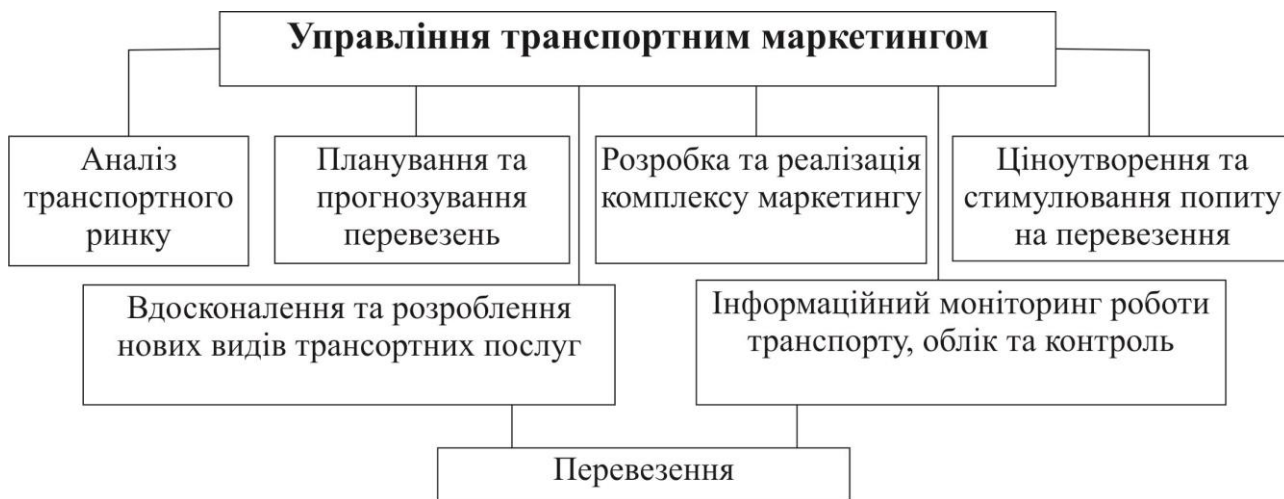 Управління транспортним маркетингом
Аналіз
транспортного
ринку
Планування та
прогнозування
перевезень
Розробка та реалізація
комплексу маркетингу
Ціноутворення та
стимулювання попиту
на перевезення
Вдосконалення та розроблення
нових видів трансортних послуг
Інформаційний моніторинг роботи
транспорту, облік та контроль
Перевезення